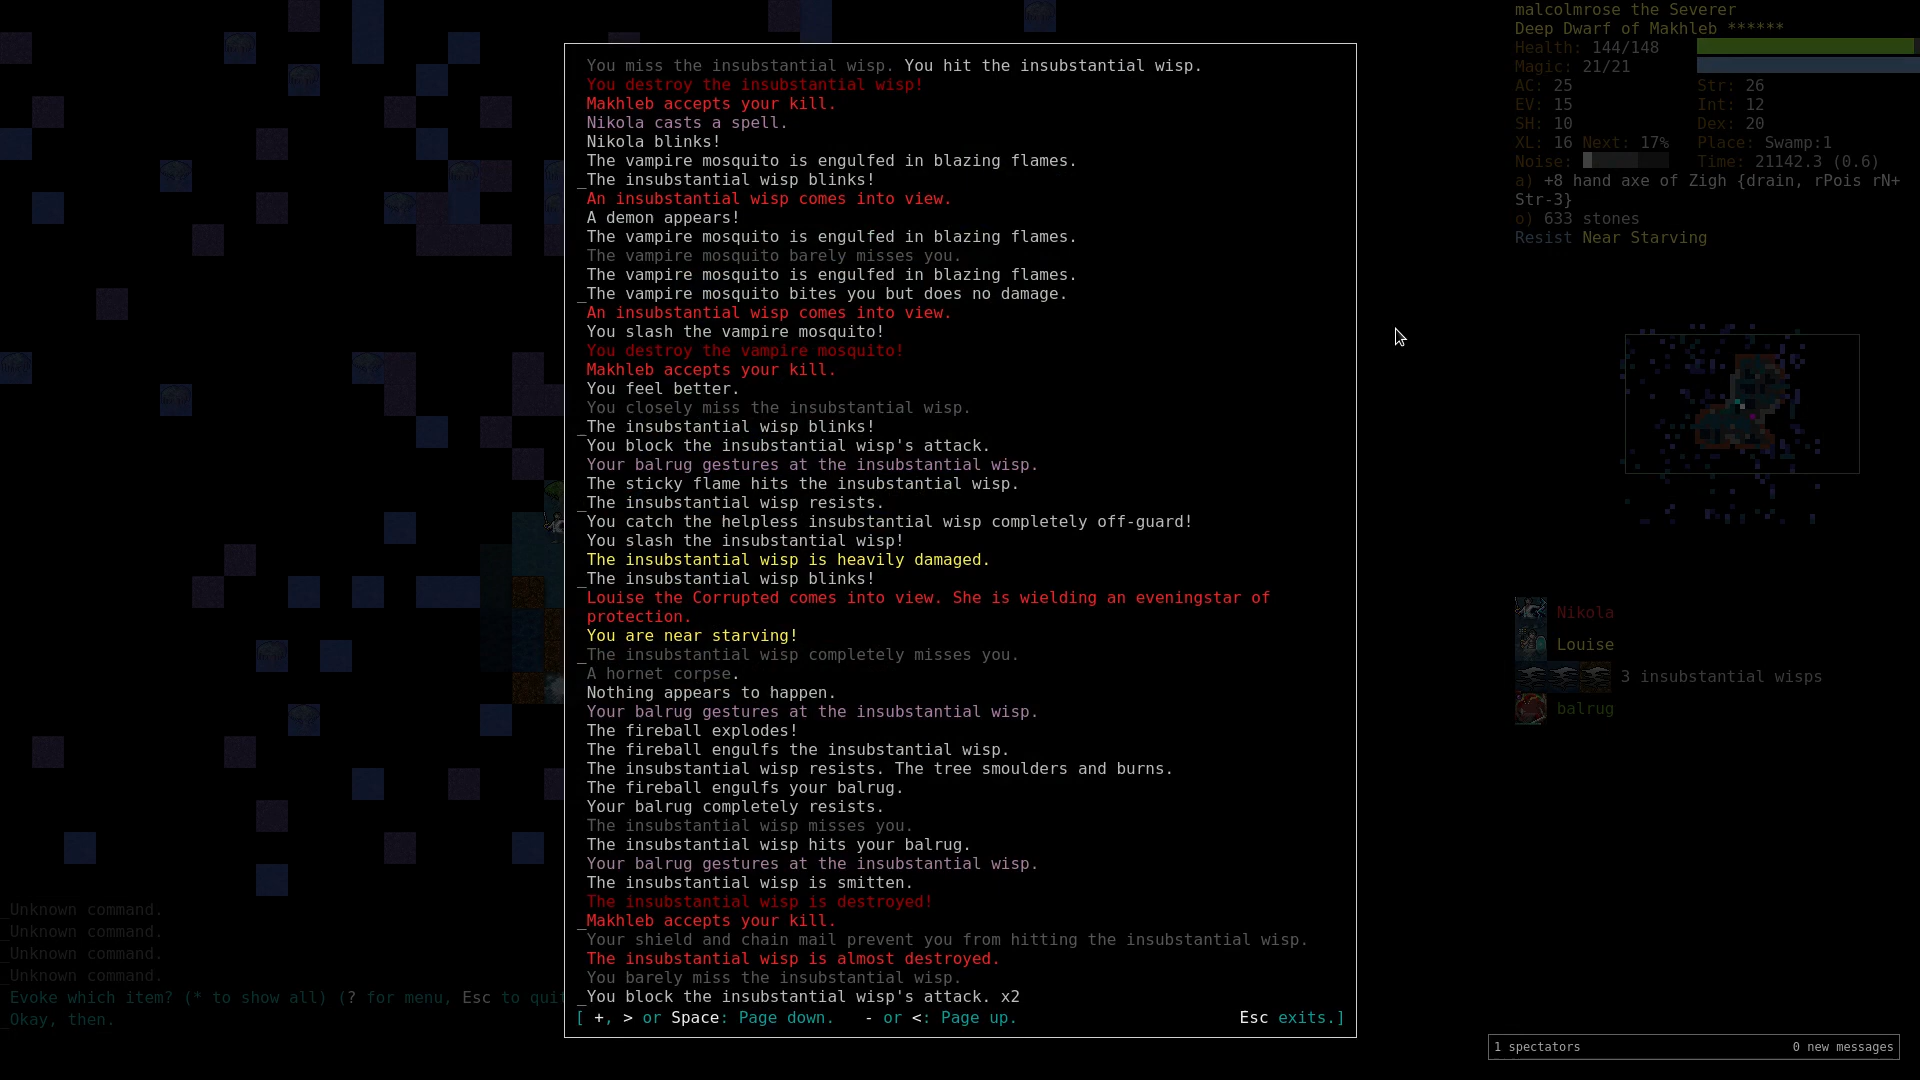 You miss the insubstantial wisp. You hit the insubstantial wisp.
You destroy the insubstantial wisp!
Makhleb accepts your kill.
Nikola casts a spell.
Nikola blinks!
The vampire mosquito is engulfed in blazing flames.
_The insubstantial wisp blinks!
An insubstantial wisp comes into view.
A demon appears!
The vampire mosquito is engulfed in blazing flames.
The vampire mosquito barely misses you.
The vampire mosquito is engulfed in blazing flames.
_The vampire mosquito bites you but does no damage.
An insubstantial wisp comes into view.
You slash the vampire mosquito!
You destroy the vampire mosquito!
Makhleb accepts your kill.
You feel better.
You closely miss the insubstantial wisp.
_The insubstantial wisp blinks!
You block the insubstantial wisp's attack.
Your balrug gestures at the insubstantial wisp.
The sticky flame hits the insubstantial wisp.
_The insubstantial wisp resists.
You catch the helpless insubstantial wisp completely off-guard!
You slash the insubstantial wisp!
The insubstantial wisp is heavily damaged.
_The insubstantial wisp blinks!
Louise the Corrupted comes into view. She is wielding an eveningstar of
protection.
You are near starving!
_The insubstantial wisp completely misses you.
A hornet corpse.
Nothing appears to happen.
Your balrug gestures at the insubstantial wisp.
The fireball explodes!
The fireball engulfs the insubstantial wisp.
The insubstantial wisp resists. The tree smoulders and burns.
The fireball engulfs your balrug.
Your balrug completely resists.
The insubstantial wisp misses you.
The insubstantial wisp hits your balrug.
Your balrug gestures at the insubstantial wisp.
The insubstantial wisp is smitten.
The insubstantial wisp is destroyed!
_Makhleb accepts your kill.
Your shield and chain mail prevent you from hitting the insubstantial wisp.
The insubstantial wisp is almost destroyed.
You barely miss the insubstantial wisp.
_You block the insubstantial wisp's attack. x2
[ +, > or Space: Page down.   - or <: Page up.   Esc exits.]
malcolmrose the Severer
Deep Dwarf of Makhleb ******
Health: 144/148
Magic: 21/21
AC: 25 Str: 26
EV: 15 Int: 12
SH: 10 Dex: 20
XL: 16 Next: 17% Place: Swamp:1
Noise: Time: 21142.3 (0.6)
a) +8 hand axe of Zigh {drain, rPois rN+
Str-3}
o) 633 stones
Resist Near Starving
Nikola
Louise
3 insubstantial wisps
balrug
_Unknown command.
_Unknown command.
_Unknown command.
_Unknown command.
Evoke which item? (* to show all) (? for menu, Esc to quit
_Okay, then.
1 spectators 0 new messages